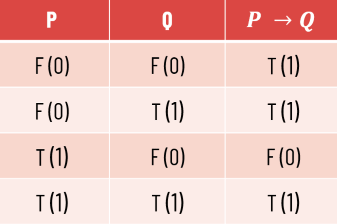 P Q P → Q
F (0) F (0) T (1)
F (0) T (1) T (1)
T (1) F (0) F (0)
T (1) T (1) T (1)